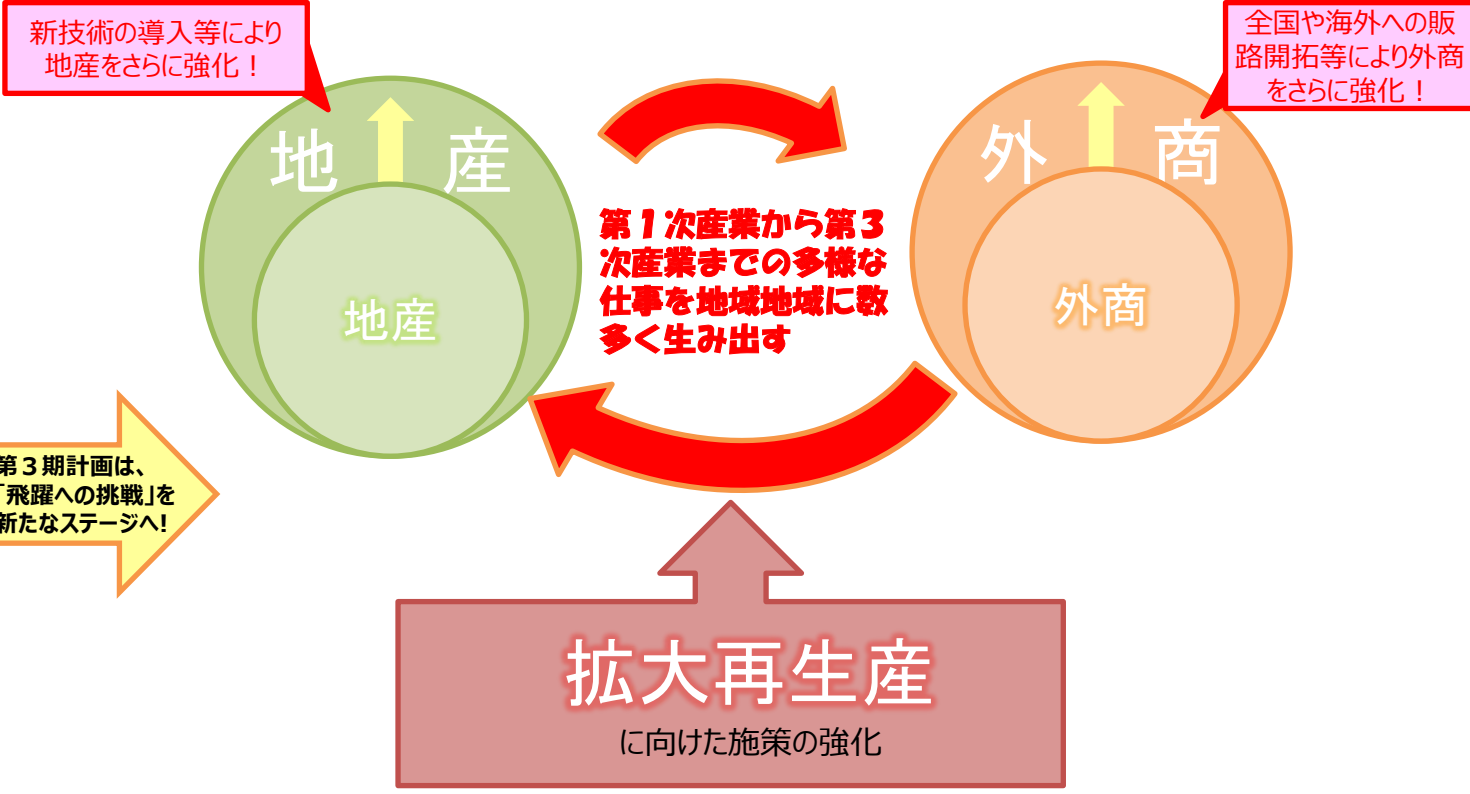 新技術の導入等により
地産をさらに強化！
全国や海外への販
路開拓等により外商
をさらに強化！
地 産
外 商
第１次産業から第３
次産業までの多様な
仕事を地域地域に数
多く生み出す
地産
外商
第３期計画は、
「飛躍への挑戦」を
新たなステージへ!
拡大再生産
に向けた施策の強化